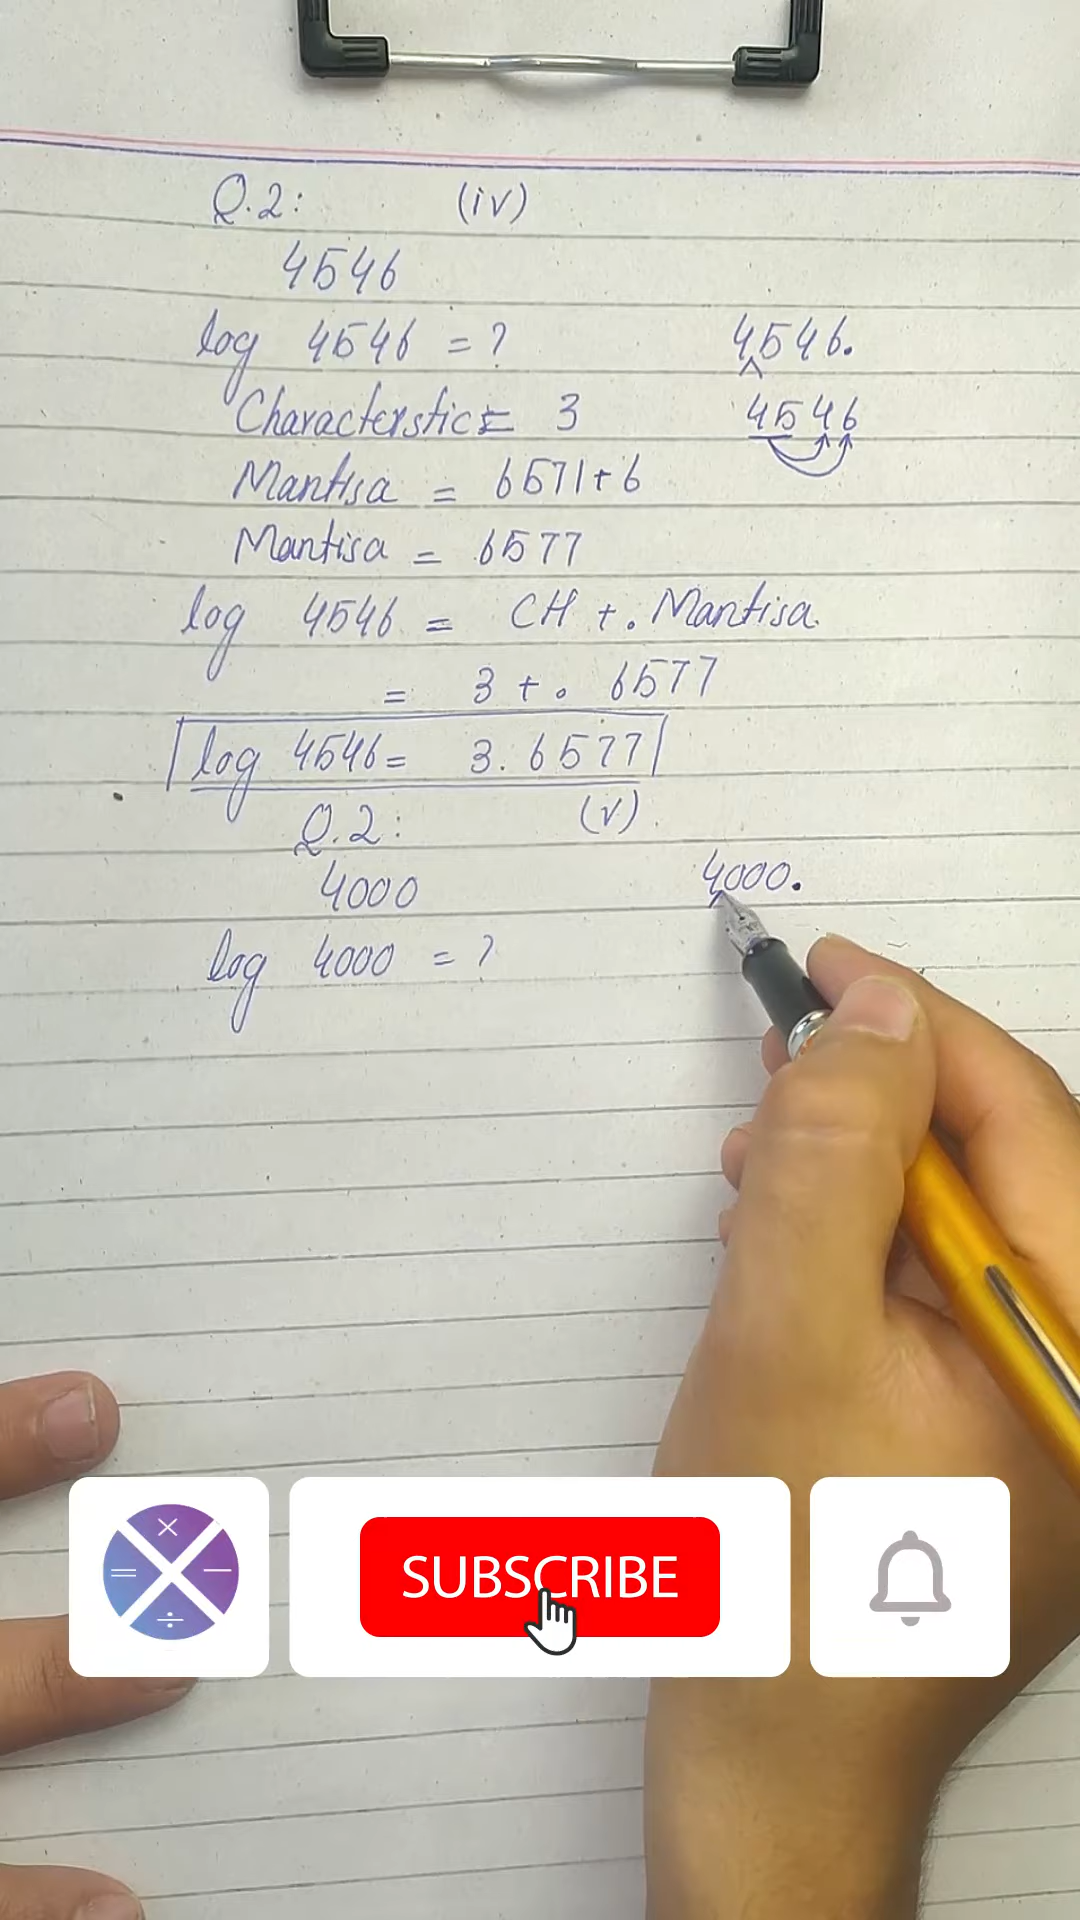 Q.2: (iv)
4546
log 4546 = ?
4546.
Characterstic = 3
4546
Mantisa = 6571+6
Mantisa = 6577
log 4546 = CH + . Mantisa.
= 3 + . 6577
log 4546 = 3.6577
Q.2: (v)
4000
4000.
log 4000 = ?
SUBSCRIBE